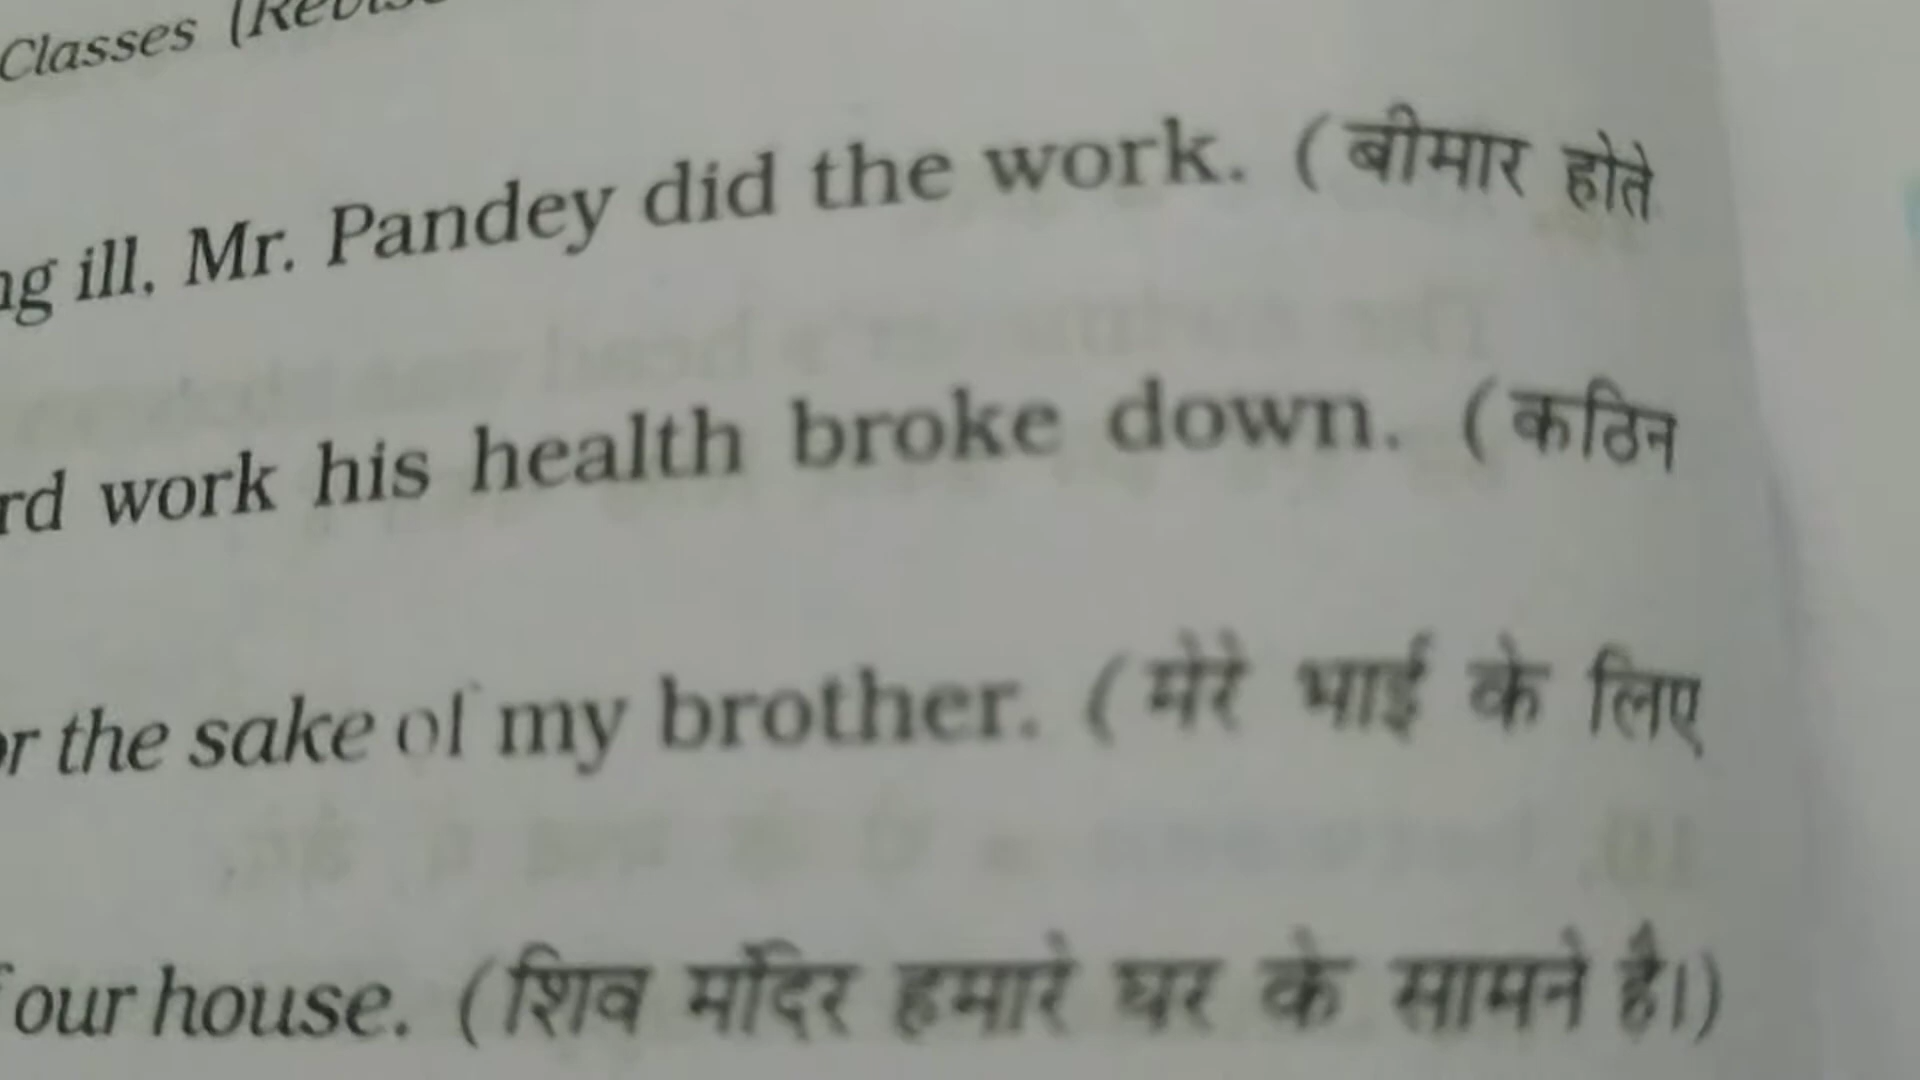 Classes
ill. Mr. Pandey did the work. (बीमार होते
work his health broke down. (कठिन
the sake of my brother. (मेरे भाई के लिए
our house. (शिव मंदिर हमारे घर के सामने है।)